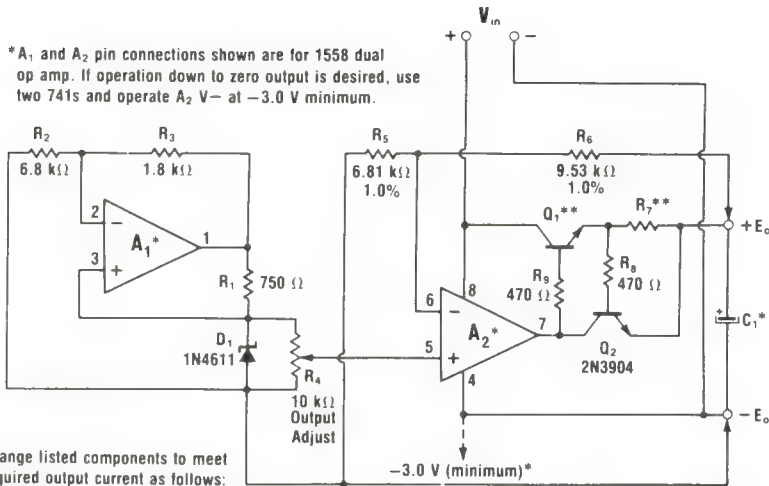 V_in
+ −
*A₁ and A₂ pin connections shown are for 1558 dual
op amp. If operation down to zero output is desired, use
two 741s and operate A₂ V− at −3.0 V minimum.
R₂
6.8 kΩ
R₃
1.8 kΩ
R₅
6.81 kΩ
1.0%
R₆
9.53 kΩ
1.0%
2
−
3
+
A₁*
1
R₁ 750 Ω
D₁
1N4611
R₄
10 kΩ
Output
Adjust
Q₁**
R₇**
+E₀
R₉
470 Ω
R₈
470 Ω
8
6
−
5
+
A₂*
7
4
Q₂
2N3904
+
C₁*
−E₀
−3.0 V (minimum)*
ange listed components to meet
quired output current as follows: